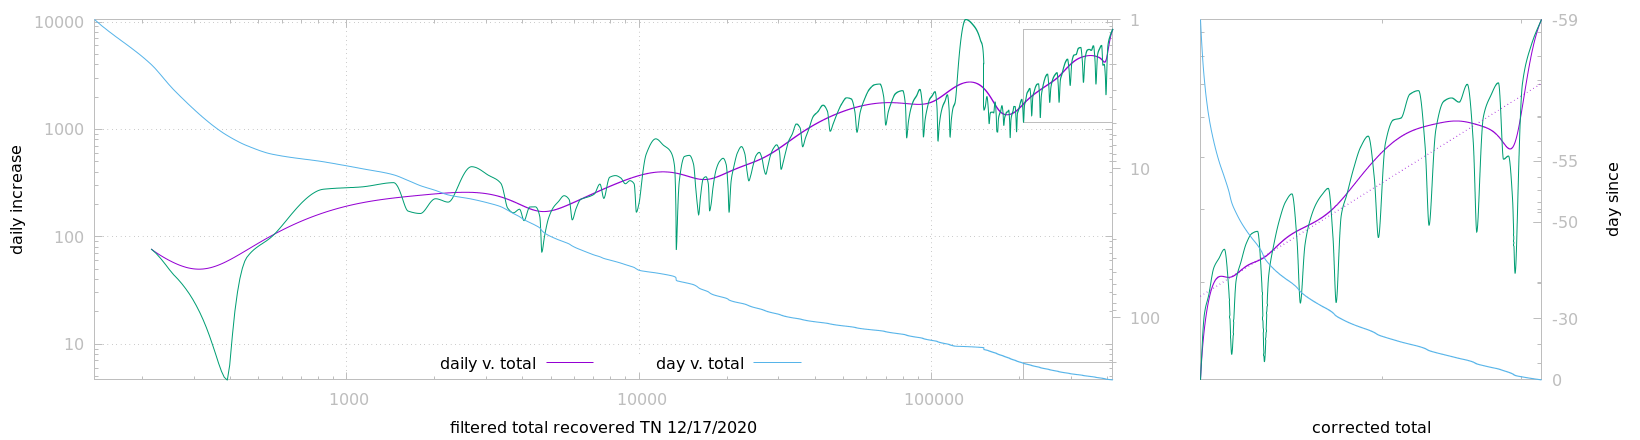 10000
1000
100
10
daily increase
1000
10000
100000
filtered total recovered TN 12/17/2020
daily v. total
day v. total
1
10
100
-59
-55
-50
-30
0
day since
corrected total